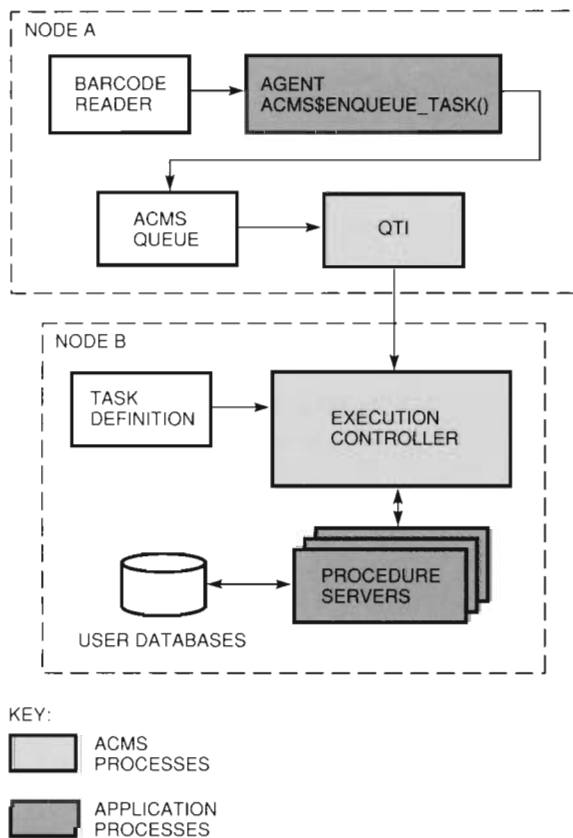 NODE A
BARCODE
READER
AGENT
ACMS$ENQUEUE_TASK()
ACMS
QUEUE
QTI
NODE B
TASK
DEFINITION
EXECUTION
CONTROLLER
PROCEDURE
SERVERS
USER DATABASES
KEY:
ACMS
PROCESSES
APPLICATION
PROCESSES